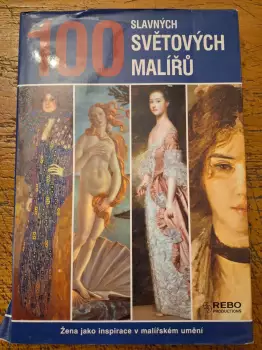 100 SLAVNÝCH
SVĚTOVÝCH
MALÍŘŮ
REBO
PRODUCTIONS
Žena jako inspirace v malířském umění